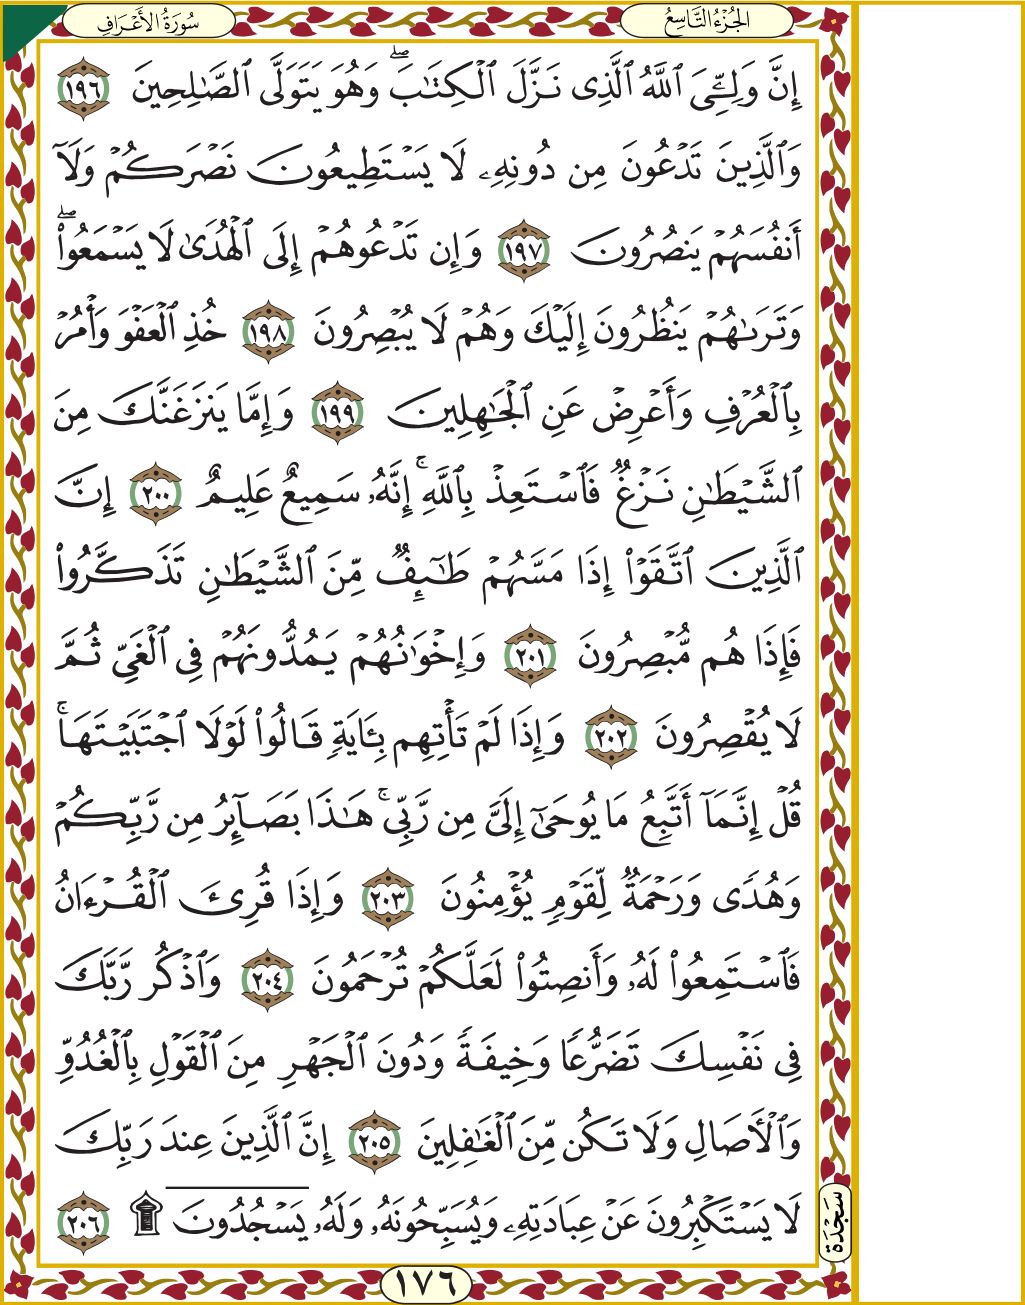 الجُزْءُ التَّاسِعُ
سُورَةُ الأَعْرَافِ
إِنَّ وَلِـِّۧيَ ٱللَّهُ ٱلَّذِى نَزَّلَ ٱلْكِتَٰبَ ۖ وَهُوَ يَتَوَلَّى ٱلصَّٰلِحِينَ ١٩٦
وَٱلَّذِينَ تَدْعُونَ مِن دُونِهِۦ لَا يَسْتَطِيعُونَ نَصْرَكُمْ وَلَآ
أَنفُسَهُمْ يَنصُرُونَ ١٩٧ وَإِن تَدْعُوهُمْ إِلَى ٱلْهُدَىٰ لَا يَسْمَعُوا۟ ۖ
وَتَرَىٰهُمْ يَنظُرُونَ إِلَيْكَ وَهُمْ لَا يُبْصِرُونَ ١٩٨ خُذِ ٱلْعَفْوَ وَأْمُرْ
بِٱلْعُرْفِ وَأَعْرِضْ عَنِ ٱلْجَٰهِلِينَ ١٩٩ وَإِمَّا يَنزَغَنَّكَ مِنَ
ٱلشَّيْطَٰنِ نَزْغٌ فَٱسْتَعِذْ بِٱللَّهِ ۚ إِنَّهُۥ سَمِيعٌ عَلِيمٌ ٢٠٠ إِنَّ
ٱلَّذِينَ ٱتَّقَوْا۟ إِذَا مَسَّهُمْ طَٰٓئِفٌ مِّنَ ٱلشَّيْطَٰنِ تَذَكَّرُوا۟
فَإِذَا هُم مُّبْصِرُونَ ٢٠١ وَإِخْوَٰنُهُمْ يَمُدُّونَهُمْ فِى ٱلْغَىِّ ثُمَّ
لَا يُقْصِرُونَ ٢٠٢ وَإِذَا لَمْ تَأْتِهِم بِـَٔايَةٍ قَالُوا۟ لَوْلَا ٱجْتَبَيْتَهَا ۚ
قُلْ إِنَّمَآ أَتَّبِعُ مَا يُوحَىٰٓ إِلَىَّ مِن رَّبِّى ۚ هَٰذَا بَصَآئِرُ مِن رَّبِّكُمْ
وَهُدًى وَرَحْمَةٌ لِّقَوْمٍ يُؤْمِنُونَ ٢٠٣ وَإِذَا قُرِئَ ٱلْقُرْءَانُ
فَٱسْتَمِعُوا۟ لَهُۥ وَأَنصِتُوا۟ لَعَلَّكُمْ تُرْحَمُونَ ٢٠٤ وَٱذْكُر رَّبَّكَ
فِى نَفْسِكَ تَضَرُّعًا وَخِيفَةً وَدُونَ ٱلْجَهْرِ مِنَ ٱلْقَوْلِ بِٱلْغُدُوِّ
وَٱلْأَصَالِ وَلَا تَكُن مِّنَ ٱلْغَٰفِلِينَ ٢٠٥ إِنَّ ٱلَّذِينَ عِندَ رَبِّكَ
لَا يَسْتَكْبِرُونَ عَنْ عِبَادَتِهِۦ وَيُسَبِّحُونَهُۥ وَلَهُۥ يَسْجُدُونَ ۩ ٢٠٦
سَجْدَة
١٧٦